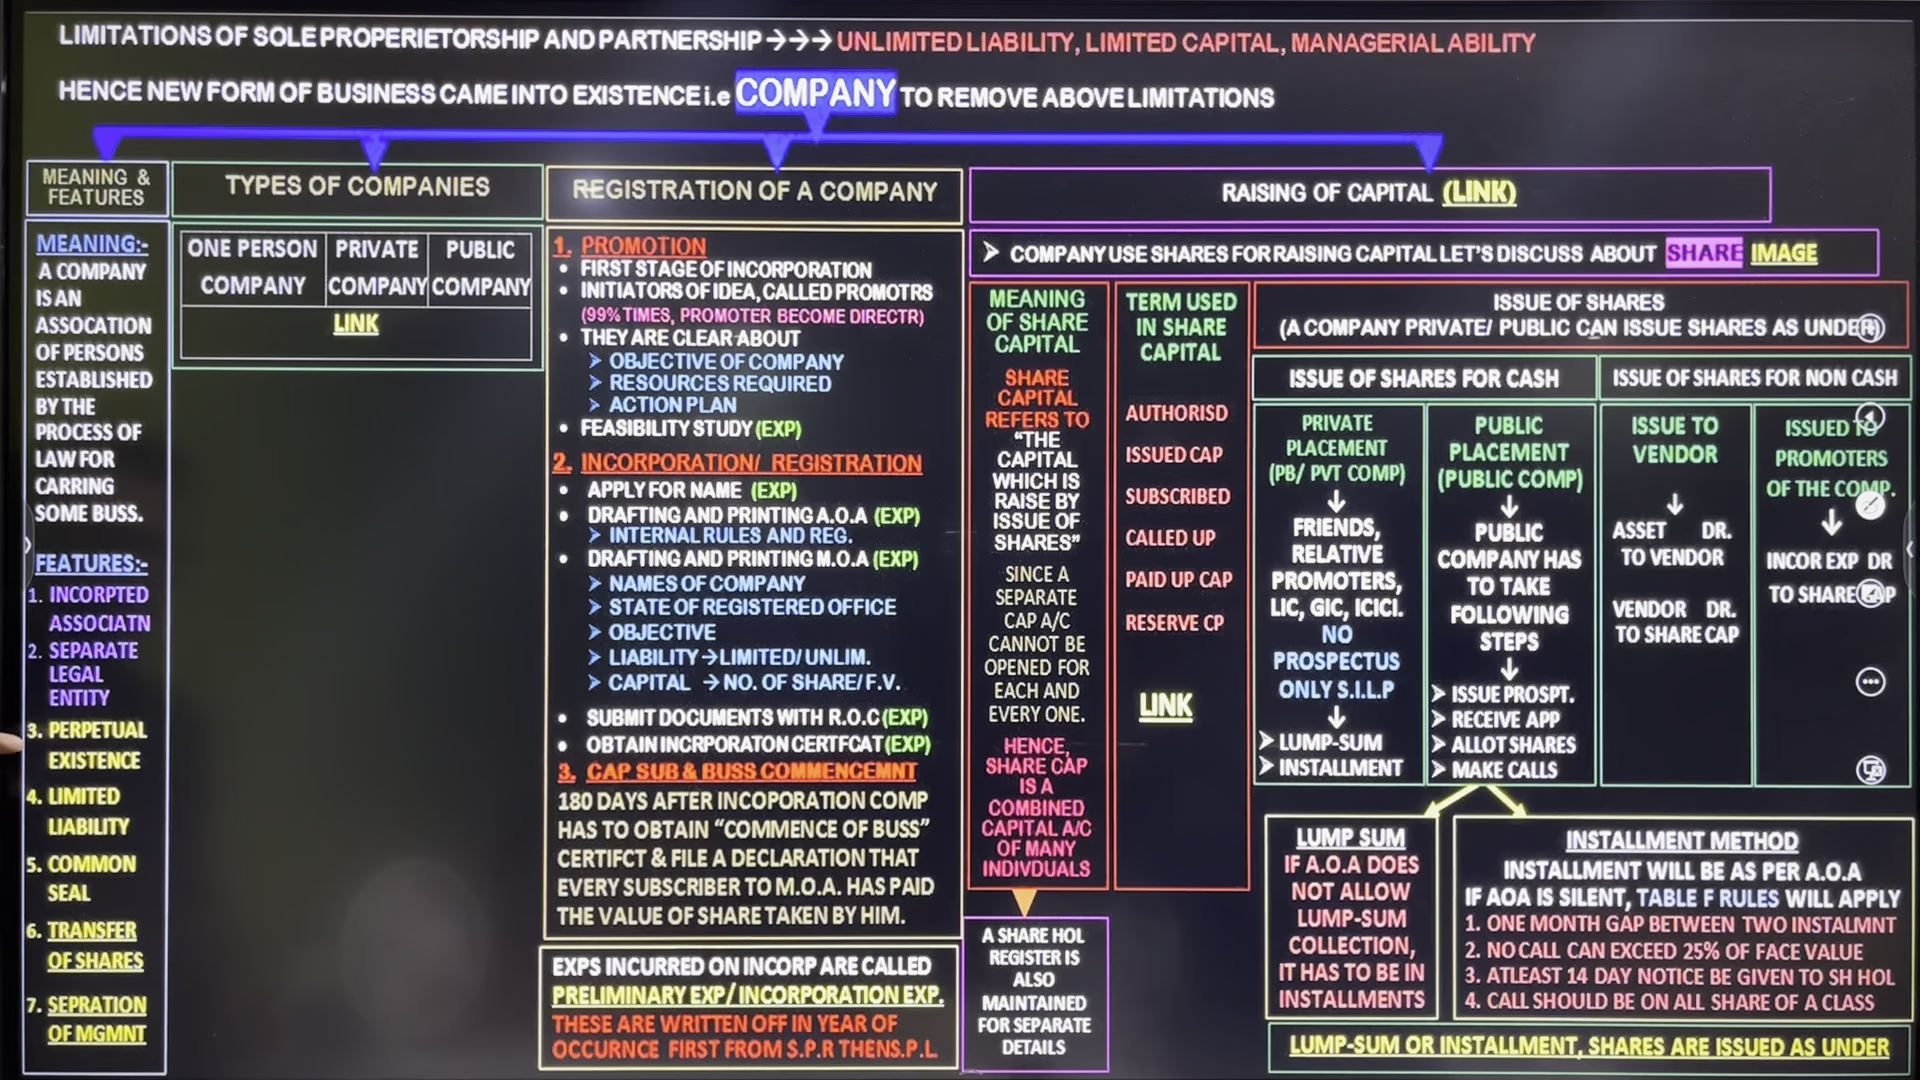 LIMITATIONS OF SOLE PROPERIETORSHIP AND PARTNERSHIP →→→ UNLIMITED LIABILITY, LIMITED CAPITAL, MANAGERIAL ABILITY
HENCE NEW FORM OF BUSINESS CAME INTO EXISTENCE i.e COMPANY TO REMOVE ABOVE LIMITATIONS
MEANING &
FEATURES
MEANING:-
A COMPANY
IS AN
ASSOCATION
OF PERSONS
ESTABLISHED
BY THE
PROCESS OF
LAW FOR
CARRING
SOME BUSS.
FEATURES:-
1. INCORPTED
ASSOCIATN
2. SEPARATE
LEGAL
ENTITY
3. PERPETUAL
EXISTENCE
4. LIMITED
LIABILITY
5. COMMON
SEAL
6. TRANSFER
OF SHARES
7. SEPRATION
OF MGMNT
TYPES OF COMPANIES
ONE PERSON
COMPANY
PRIVATE
COMPANY
PUBLIC
COMPANY
LINK
REGISTRATION OF A COMPANY
1. PROMOTION
• FIRST STAGE OF INCORPORATION
• INITIATORS OF IDEA, CALLED PROMOTRS
(99% TIMES, PROMOTER BECOME DIRECTR)
• THEY ARE CLEAR ABOUT
➢ OBJECTIVE OF COMPANY
➢ RESOURCES REQUIRED
➢ ACTION PLAN
• FEASIBILITY STUDY (EXP)
2. INCORPORATION/ REGISTRATION
• APPLY FOR NAME (EXP)
• DRAFTING AND PRINTING A.O.A (EXP)
➢ INTERNAL RULES AND REG.
• DRAFTING AND PRINTING M.O.A (EXP)
➢ NAMES OF COMPANY
➢ STATE OF REGISTERED OFFICE
➢ OBJECTIVE
➢ LIABILITY →LIMITED/ UNLIM.
➢ CAPITAL → NO. OF SHARE/ F.V.
• SUBMIT DOCUMENTS WITH R.O.C (EXP)
• OBTAIN INCRPORATON CERTFCAT (EXP)
3. CAP SUB & BUSS COMMENCEMNT
180 DAYS AFTER INCOPORATION COMP
HAS TO OBTAIN “COMMENCE OF BUSS”
CERTIFCT & FILE A DECLARATION THAT
EVERY SUBSCRIBER TO M.O.A. HAS PAID
THE VALUE OF SHARE TAKEN BY HIM.
EXPS INCURRED ON INCORP ARE CALLED
PRELIMINARY EXP/ INCORPORATION EXP.
THESE ARE WRITTEN OFF IN YEAR OF
OCCURNCE FIRST FROM S.P.R THEN S.P.L
RAISING OF CAPITAL (LINK)
➢ COMPANY USE SHARES FOR RAISING CAPITAL LET'S DISCUSS ABOUT SHARE IMAGE
MEANING
OF SHARE
CAPITAL
SHARE
CAPITAL
REFERS TO
“THE
CAPITAL
WHICH IS
RAISE BY
ISSUE OF
SHARES”
SINCE A
SEPARATE
CAP A/C
CANNOT BE
OPENED FOR
EACH AND
EVERY ONE.
HENCE,
SHARE CAP
IS A
COMBINED
CAPITAL A/C
OF MANY
INDIVDUALS
A SHARE HOL
REGISTER IS
ALSO
MAINTAINED
FOR SEPARATE
DETAILS
TERM USED
IN SHARE
CAPITAL
AUTHORISD
ISSUED CAP
SUBSCRIBED
CALLED UP
PAID UP CAP
RESERVE CP
LINK
ISSUE OF SHARES
(A COMPANY PRIVATE/ PUBLIC CAN ISSUE SHARES AS UNDER)
ISSUE OF SHARES FOR CASH
ISSUE OF SHARES FOR NON CASH
PRIVATE
PLACEMENT
(PB/ PVT COMP)
↓
FRIENDS,
RELATIVE
PROMOTERS,
LIC, GIC, ICICI.
NO
PROSPECTUS
ONLY S.I.L.P
↓
➢ LUMP-SUM
➢ INSTALLMENT
PUBLIC
PLACEMENT
(PUBLIC COMP)
↓
PUBLIC
COMPANY HAS
TO TAKE
FOLLOWING
STEPS
↓
➢ ISSUE PROSPT.
➢ RECEIVE APP
➢ ALLOT SHARES
➢ MAKE CALLS
ISSUE TO
VENDOR
↓
ASSET DR.
TO VENDOR
VENDOR DR.
TO SHARE CAP
ISSUED TO
PROMOTERS
OF THE COMP.
↓
INCOR EXP DR
TO SHARE CAP
LUMP SUM
IF A.O.A DOES
NOT ALLOW
LUMP-SUM
COLLECTION,
IT HAS TO BE IN
INSTALLMENTS
INSTALLMENT METHOD
INSTALLMENT WILL BE AS PER A.O.A
IF AOA IS SILENT, TABLE F RULES WILL APPLY
1. ONE MONTH GAP BETWEEN TWO INSTALMNT
2. NO CALL CAN EXCEED 25% OF FACE VALUE
3. ATLEAST 14 DAY NOTICE BE GIVEN TO SH HOL
4. CALL SHOULD BE ON ALL SHARE OF A CLASS
LUMP-SUM OR INSTALLMENT, SHARES ARE ISSUED AS UNDER